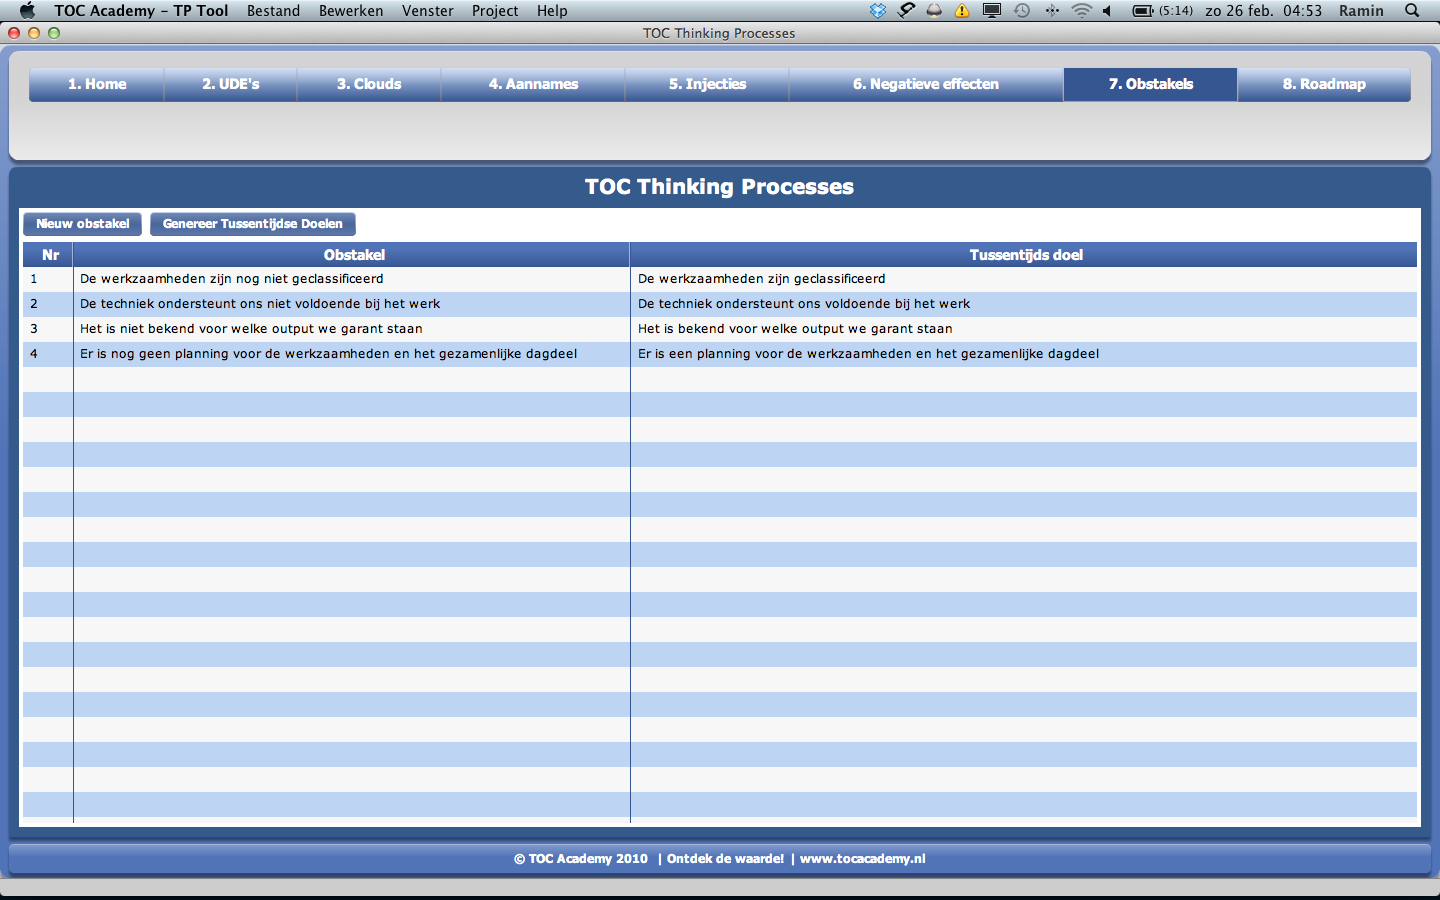 TOC Academy - TP Tool Bestand Bewerken Venster Project Help (5:14) zo 26 feb. 04:53 Ramin
TOC Thinking Processes
1. Home 2. UDE's 3. Clouds 4. Aannames 5. Injecties 6. Negatieve effecten 7. Obstakels 8. Roadmap
TOC Thinking Processes
Nieuw obstakel Genereer Tussentijdse Doelen
Nr Obstakel Tussentijds doel
1 De werkzaamheden zijn nog niet geclassificeerd De werkzaamheden zijn geclassificeerd
2 De techniek ondersteunt ons niet voldoende bij het werk De techniek ondersteunt ons voldoende bij het werk
3 Het is niet bekend voor welke output we garant staan Het is bekend voor welke output we garant staan
4 Er is nog geen planning voor de werkzaamheden en het gezamenlijke dagdeel Er is een planning voor de werkzaamheden en het gezamenlijke dagdeel
© TOC Academy 2010 | Ontdek de waarde! | www.tocacademy.nl